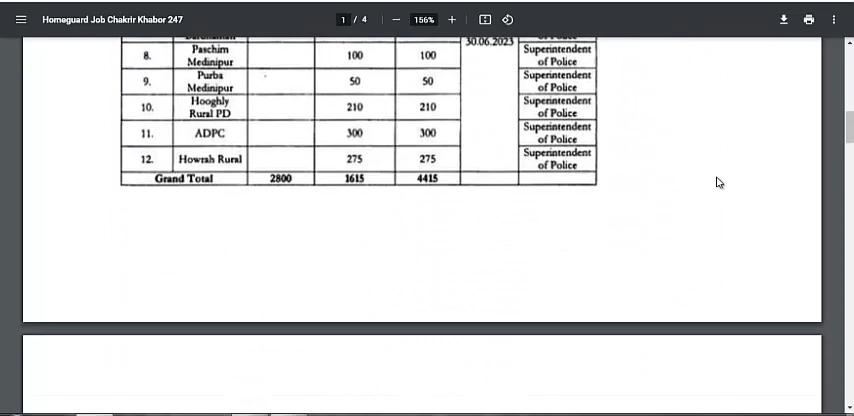 Homeguard Job Chakrir Khabor 247
1 / 4
156%
30.06.2023
of Police
8. Paschim Medinipur 100 100 Superintendent of Police
9. Purba Medinipur 50 50 Superintendent of Police
10. Hooghly Rural PD 210 210 Superintendent of Police
11. ADPC 300 300 Superintendent of Police
12. Howrah Rural 275 275 Superintendent of Police
Grand Total 2800 1615 4415